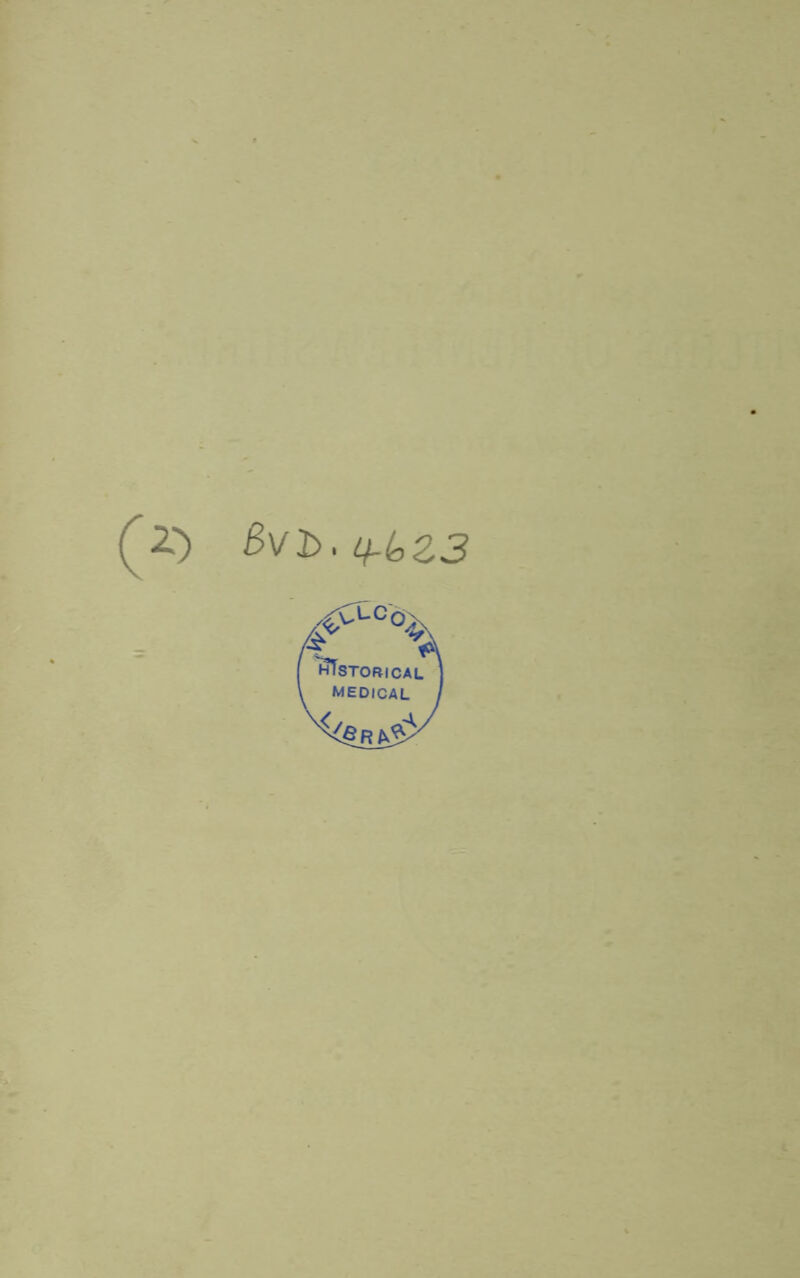 (2) BVD. 4623
WELLCOME
HISTORICAL
MEDICAL
LIBRARY